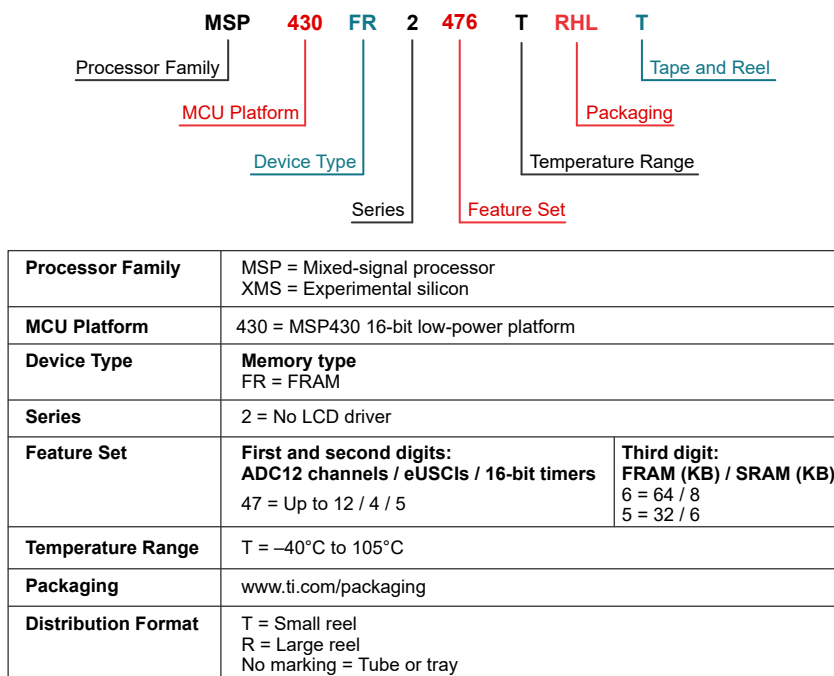 MSP 430 FR 2 476 T RHL T
Processor Family
Tape and Reel
MCU Platform
Packaging
Device Type
Temperature Range
Series
Feature Set
Processor Family
MSP = Mixed-signal processor
XMS = Experimental silicon
MCU Platform
430 = MSP430 16-bit low-power platform
Device Type
Memory type
FR = FRAM
Series
2 = No LCD driver
Feature Set
First and second digits:
ADC12 channels / eUSCIs / 16-bit timers
47 = Up to 12 / 4 / 5
Third digit:
FRAM (KB) / SRAM (KB)
6 = 64 / 8
5 = 32 / 6
Temperature Range
T = –40°C to 105°C
Packaging
www.ti.com/packaging
Distribution Format
T = Small reel
R = Large reel
No marking = Tube or tray